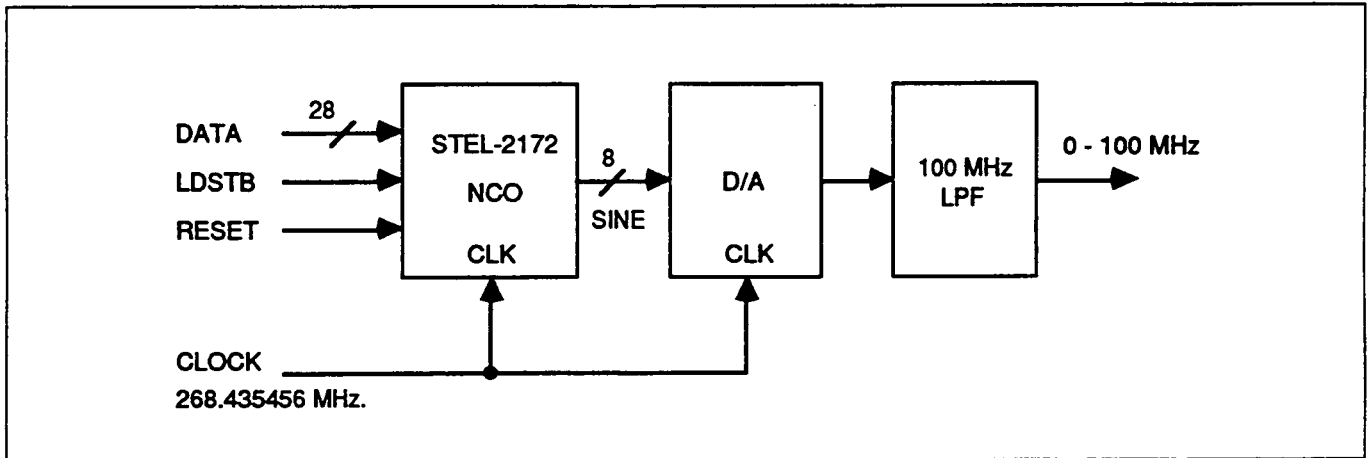 DATA
28
LDSTB
RESET
STEL-2172
NCO
CLK
8
SINE
D/A
CLK
100 MHz
LPF
0 - 100 MHz
CLOCK
268.435456 MHz.